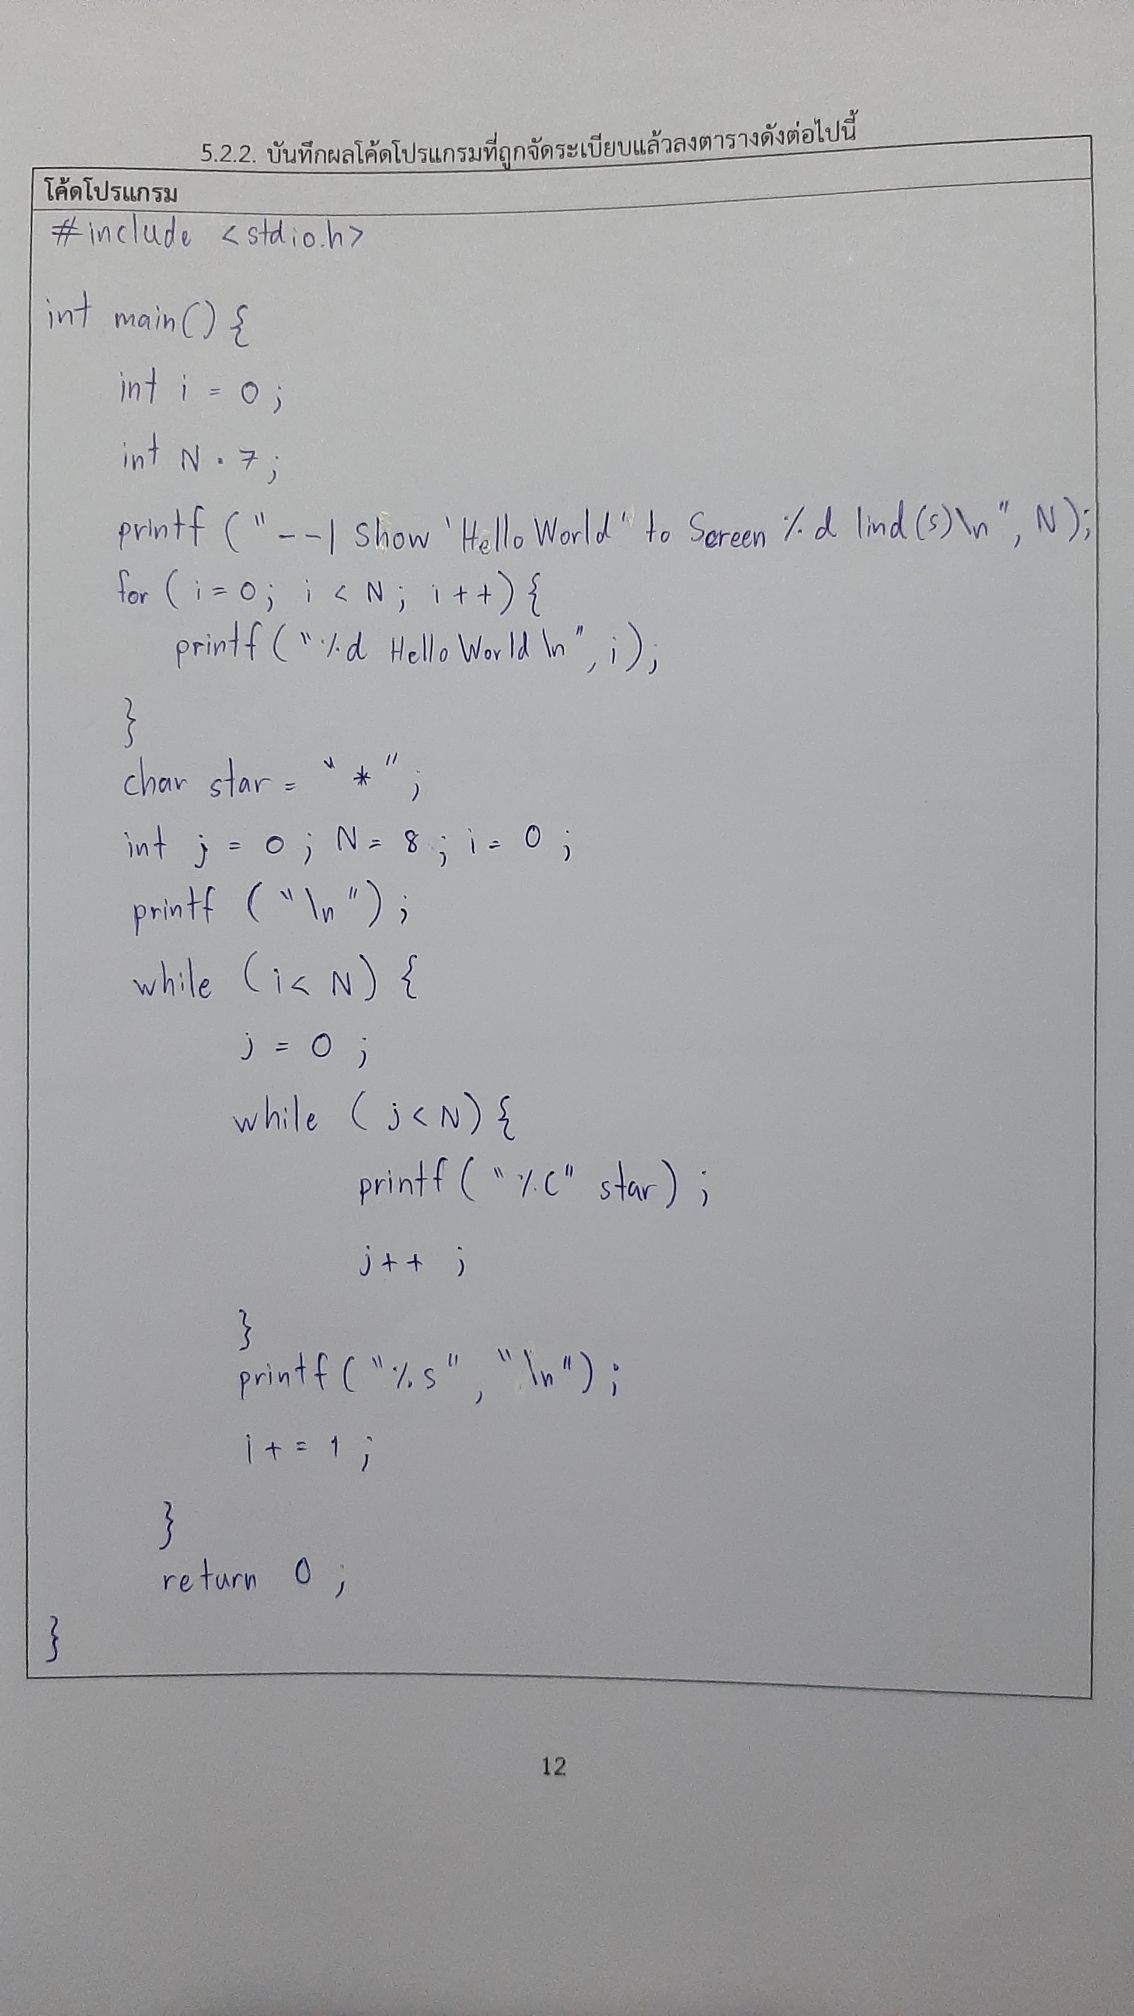 5.2.2. บันทึกผลโค้ดโปรแกรมที่ถูกจัดระเบียบแล้วลงตารางดังต่อไปนี้
โค้ดโปรแกรม
#include <stdio.h>
int main() {
int i = 0 ;
int N = 7 ;
printf ("--| Show 'Hello World' to Screen %d lind(s)\n", N);
for ( i = 0; i < N ; i ++) {
printf ("%d Hello World \n", i);
}
char star = "*" ;
int j = 0 ; N = 8 ; i = 0 ;
printf ("\n") ;
while (i < N) {
j = 0 ;
while ( j < N) {
printf ("%c" star) ;
j++ ;
}
printf ("%s", "\n") ;
i += 1 ;
}
return 0 ;
}
12